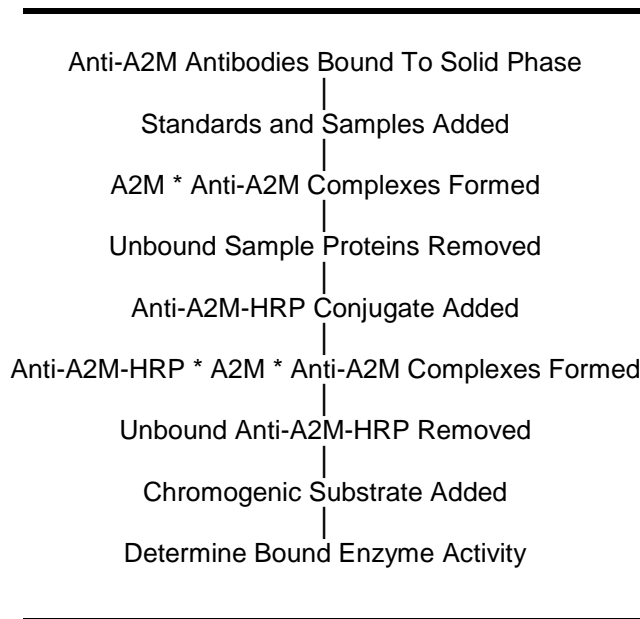 Anti-A2M Antibodies Bound To Solid Phase
Standards and Samples Added
A2M * Anti-A2M Complexes Formed
Unbound Sample Proteins Removed
Anti-A2M-HRP Conjugate Added
Anti-A2M-HRP * A2M * Anti-A2M Complexes Formed
Unbound Anti-A2M-HRP Removed
Chromogenic Substrate Added
Determine Bound Enzyme Activity